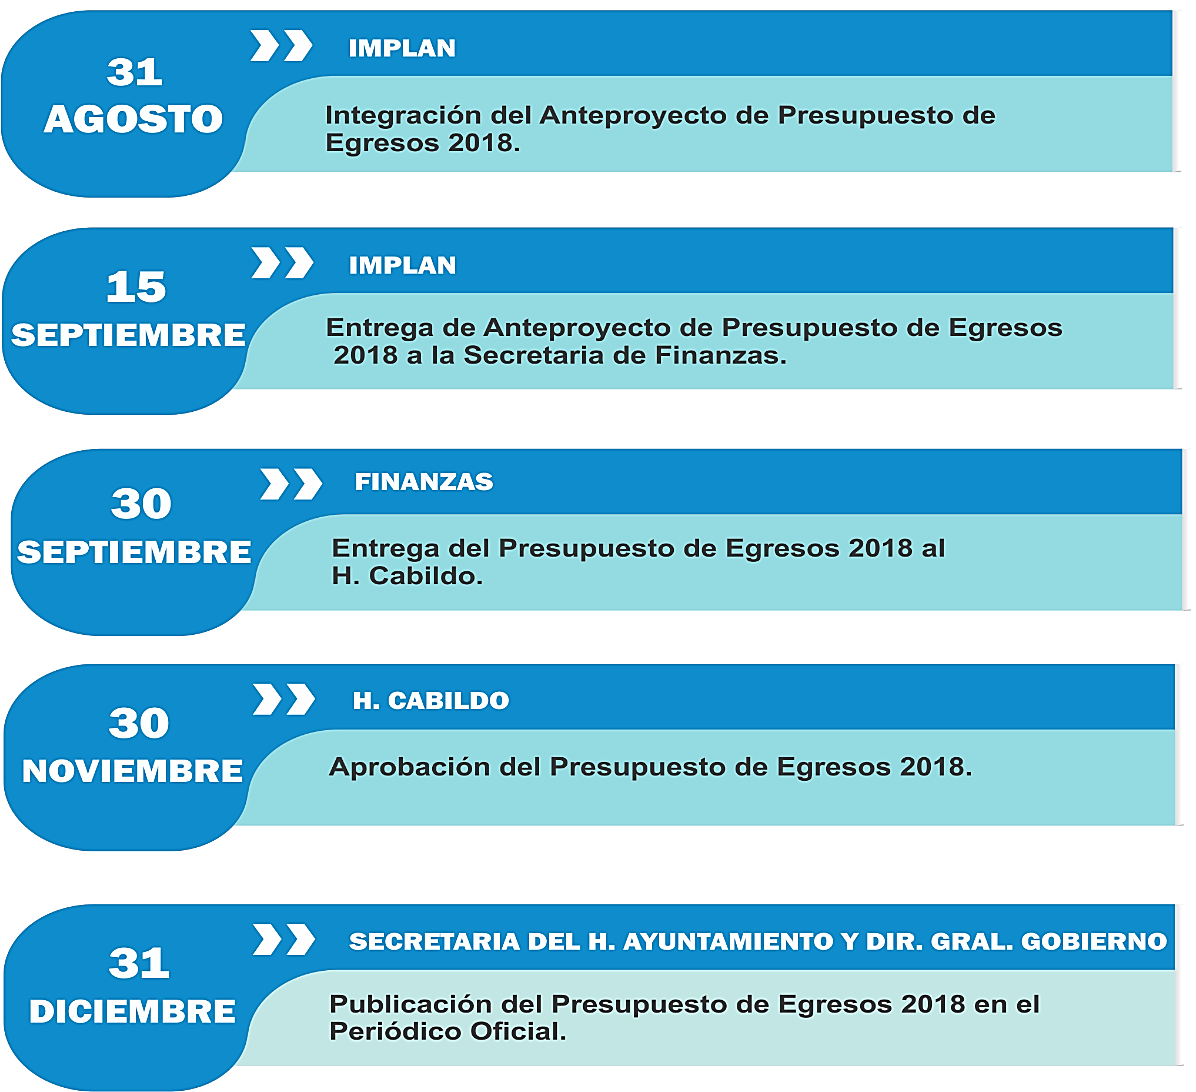 31
AGOSTO
IMPLAN
Integración del Anteproyecto de Presupuesto de
Egresos 2018.
15
SEPTIEMBRE
IMPLAN
Entrega de Anteproyecto de Presupuesto de Egresos
2018 a la Secretaria de Finanzas.
30
SEPTIEMBRE
FINANZAS
Entrega del Presupuesto de Egresos 2018 al
H. Cabildo.
30
NOVIEMBRE
H. CABILDO
Aprobación del Presupuesto de Egresos 2018.
31
DICIEMBRE
SECRETARIA DEL H. AYUNTAMIENTO Y DIR. GRAL. GOBIERNO
Publicación del Presupuesto de Egresos 2018 en el
Periódico Oficial.